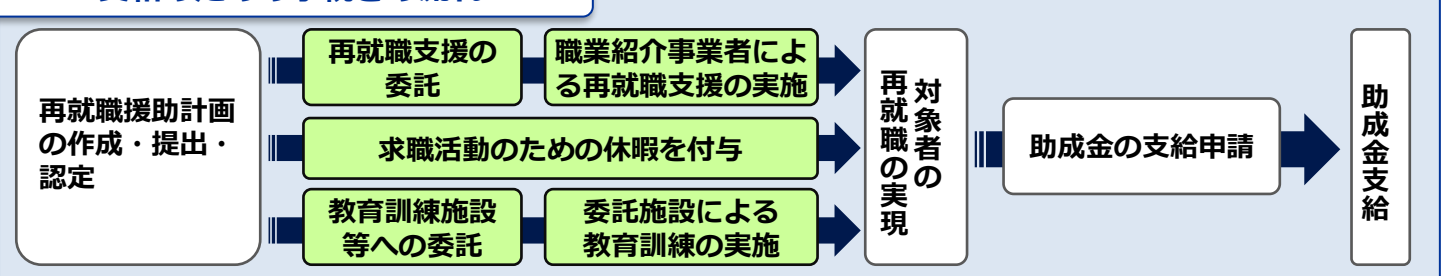 再就職援助計画
の作成・提出・
認定
再就職支援の
委託
職業紹介事業者によ
る再就職支援の実施
求職活動のための休暇を付与
教育訓練施設
等への委託
委託施設による
教育訓練の実施
対象者の
再就職の実現
助成金の支給申請
助成金支給